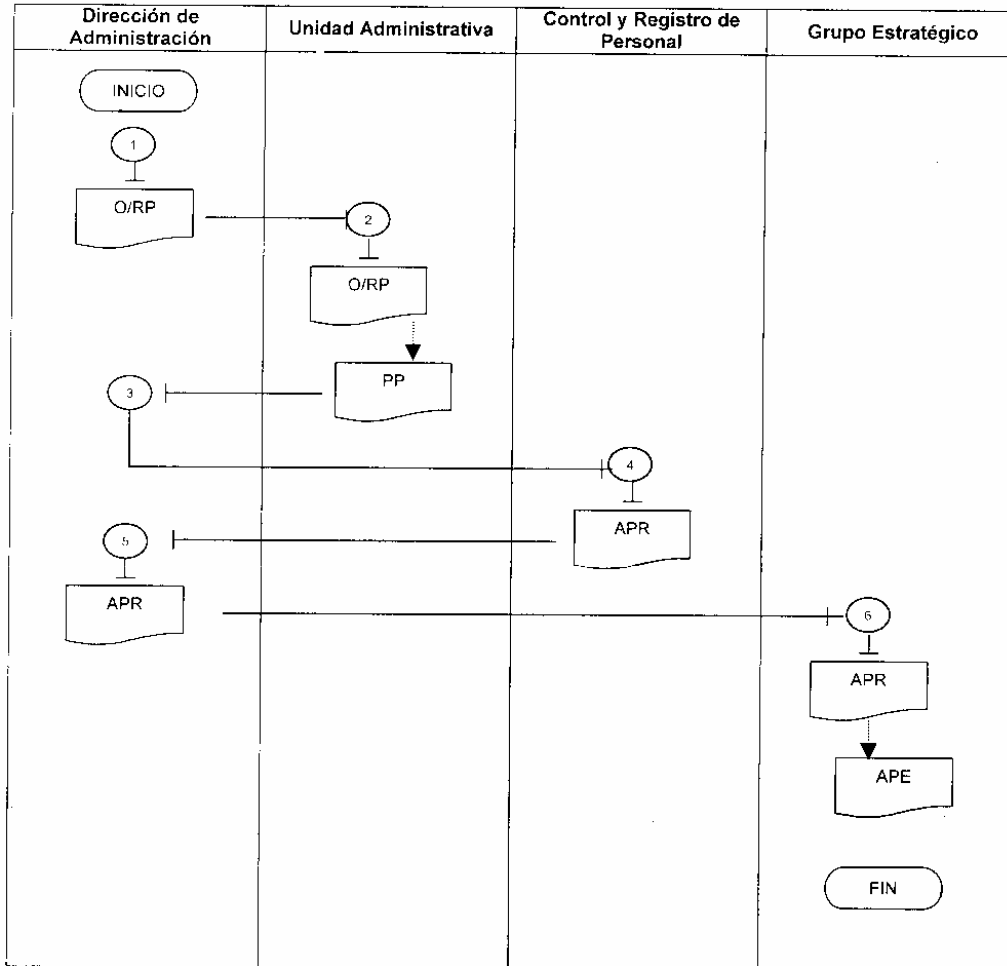 Dirección de
Administración
Unidad Administrativa
Control y Registro de
Personal
Grupo Estratégico
INICIO
1
O/RP
2
O/RP
PP
3
4
APR
5
APR
6
APR
APE
FIN